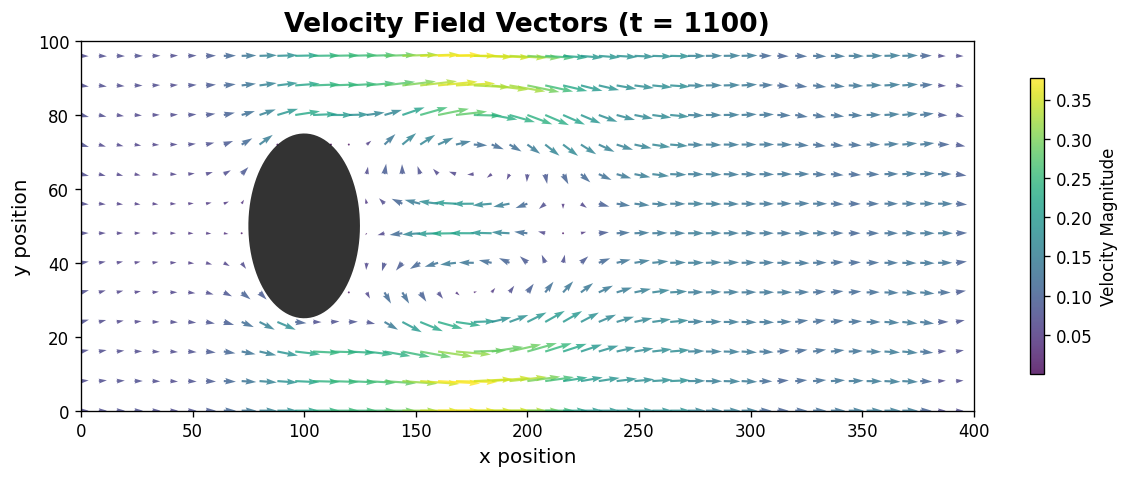 Velocity Field Vectors (t = 1100)
100
80
60
40
20
0
y position
0 50 100 150 200 250 300 350 400
x position
0.35
0.30
0.25
0.20
0.15
0.10
0.05
Velocity Magnitude